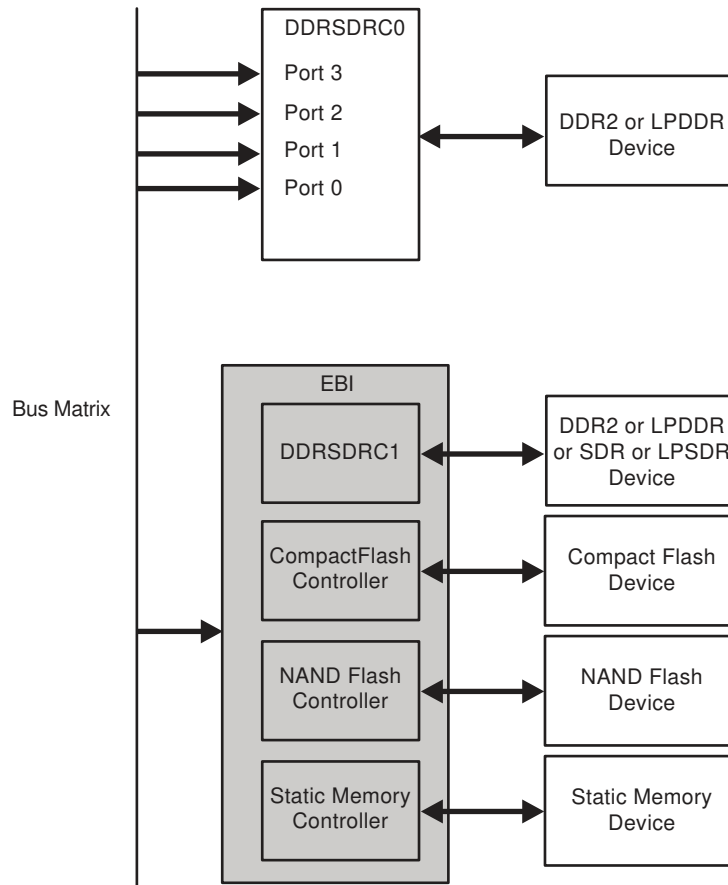 DDRSDRC0
Port 3
Port 2
Port 1
Port 0
DDR2 or LPDDR
Device
Bus Matrix
EBI
DDRSDRC1
DDR2 or LPDDR
or SDR or LPSDR
Device
CompactFlash
Controller
Compact Flash
Device
NAND Flash
Controller
NAND Flash
Device
Static Memory
Controller
Static Memory
Device